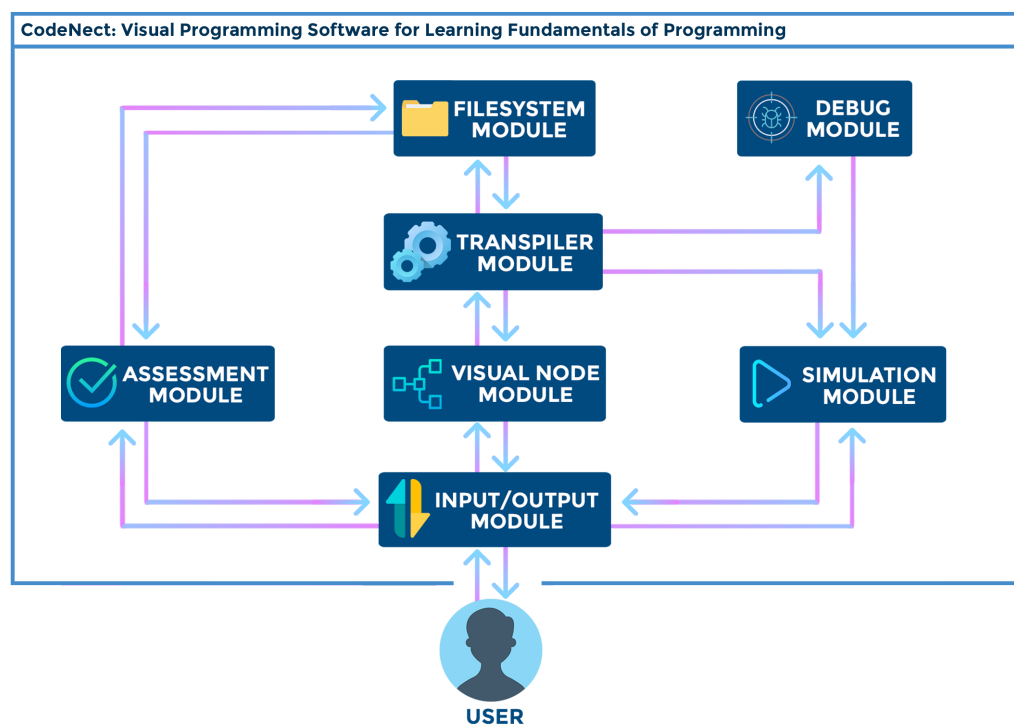 CodeNect: Visual Programming Software for Learning Fundamentals of Programming
FILESYSTEM
MODULE
DEBUG
MODULE
TRANSPILER
MODULE
ASSESSMENT
MODULE
VISUAL NODE
MODULE
SIMULATION
MODULE
INPUT/OUTPUT
MODULE
USER